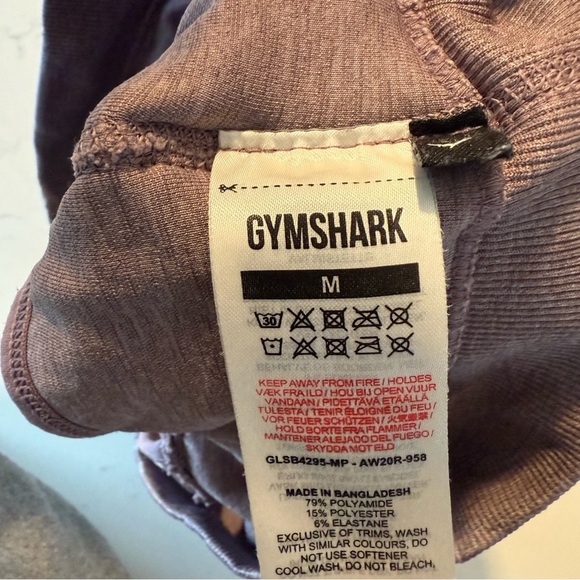 GYMSHARK
M
30
KEEP AWAY FROM FIRE / HOLDES
VÆK FRA ILD / HOU BIJ OPEN VUUR
VANDAAN / PIDETTÄVÄ ETÄÄLLÄ
TULESTA / TENIR ÉLOIGNÉ DU FEU /
VOR FEUER SCHÜTZEN / 火気厳禁 /
HOLD BORTE FRA FLAMMER /
MANTENER ALEJADO DEL FUEGO /
SKYDDA MOT ELD
GLSB4295-MP - AW20R-958
MADE IN BANGLADESH
79% POLYAMIDE
15% POLYESTER
6% ELASTANE
EXCLUSIVE OF TRIMS, WASH
WITH SIMILAR COLOURS, DO
NOT USE SOFTENER
COOL WASH, DO NOT BLEACH,